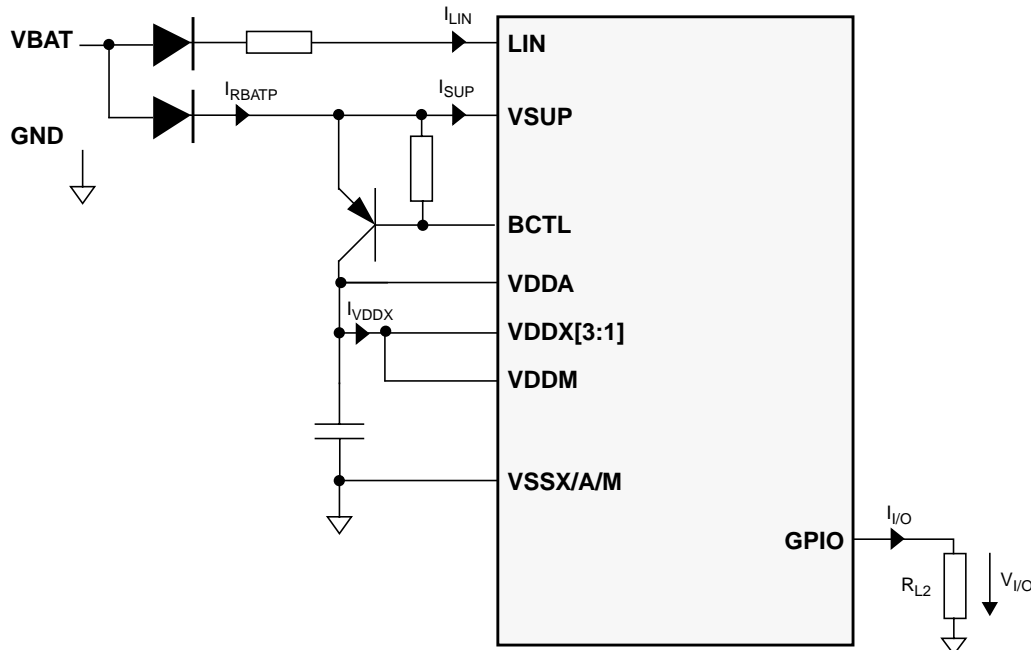 I_LIN
VBAT
LIN
I_RBATP
I_SUP
VSUP
GND
BCTL
VDDA
I_VDDX
VDDX[3:1]
VDDM
VSSX/A/M
I_I/O
GPIO
R_L2
V_I/O